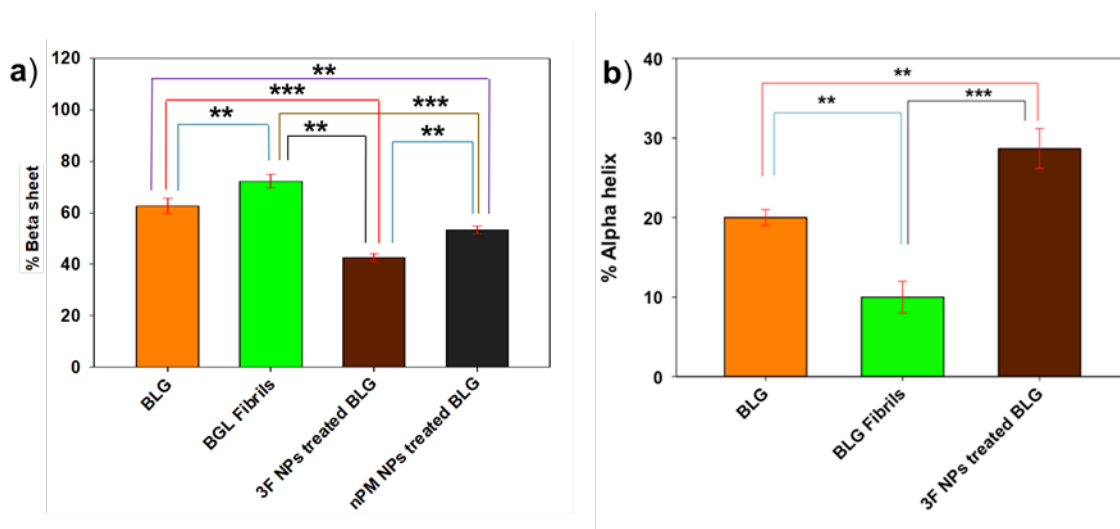 a)
% Beta sheet
120
100
80
60
40
20
0
**
***
***
**
**
**
BLG
BGL Fibrils
3F NPs treated BLG
nPM NPs treated BLG
b)
% Alpha helix
40
30
20
10
0
**
**
***
BLG
BLG Fibrils
3F NPs treated BLG